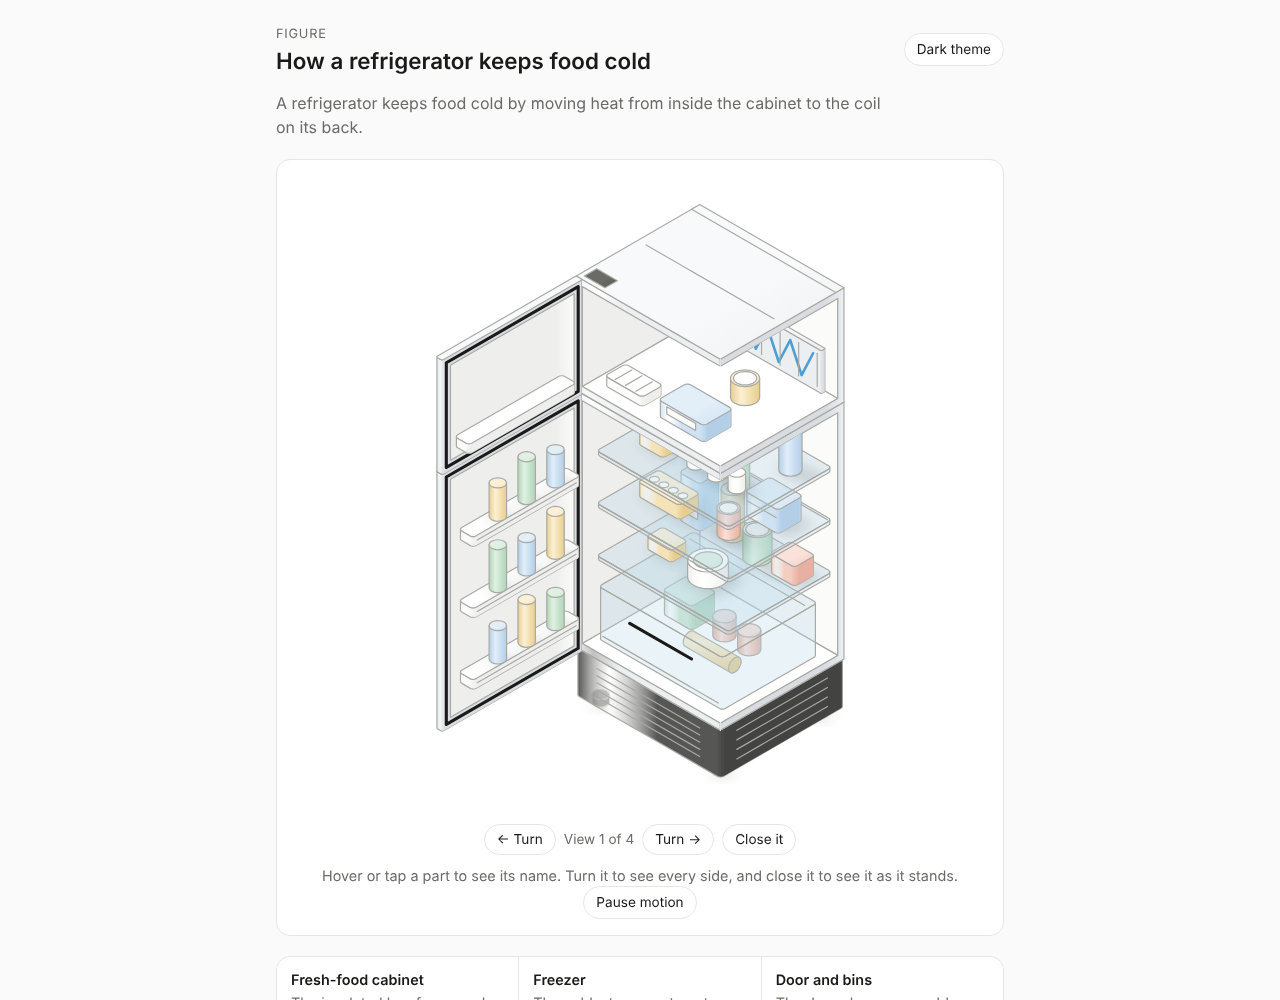 FIGURE
How a refrigerator keeps food cold
Dark theme
A refrigerator keeps food cold by moving heat from inside the cabinet to the coil
on its back.
← Turn
View 1 of 4
Turn →
Close it
Hover or tap a part to see its name. Turn it to see every side, and close it to see it as it stands.
Pause motion
Fresh-food cabinet
Freezer
Door and bins